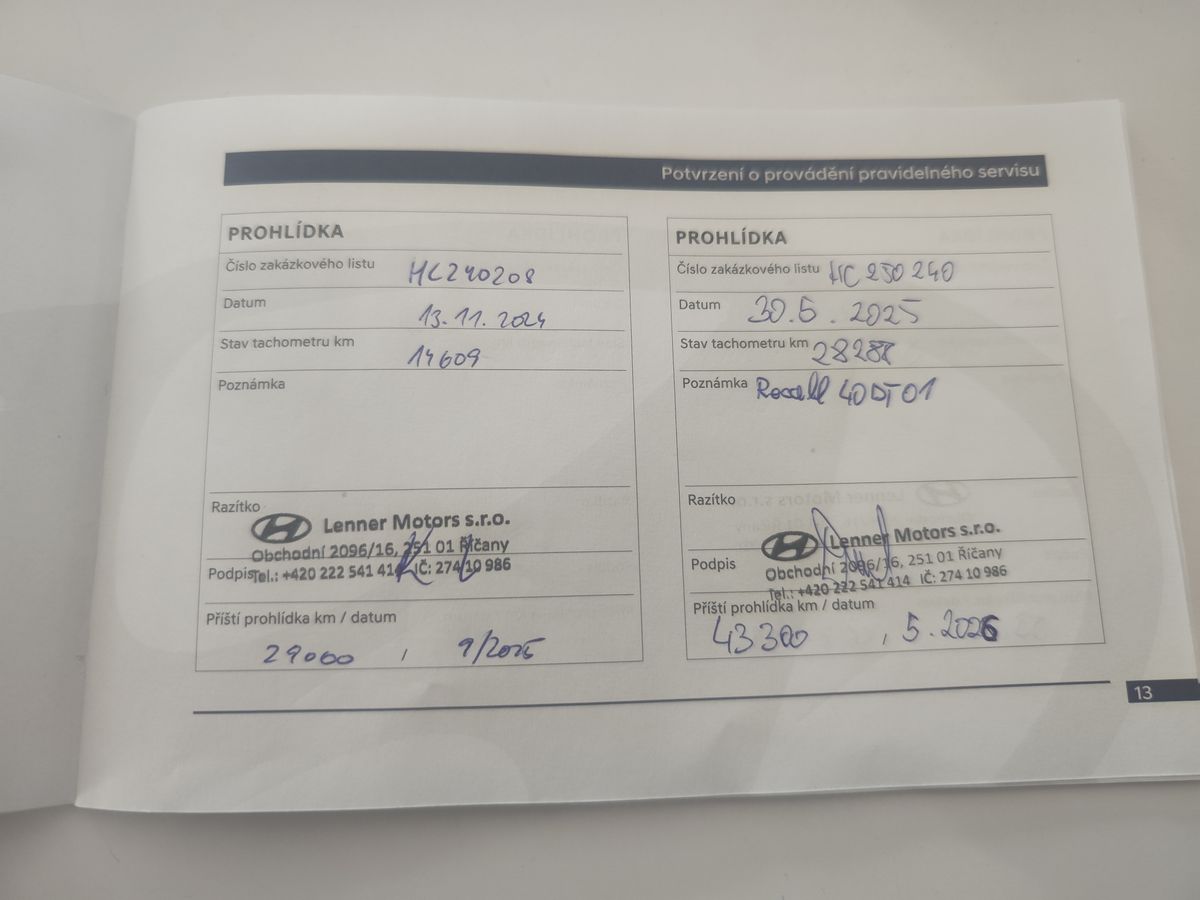 Potvrzení o provádění pravidelného servisu
PROHLÍDKA
Číslo zakázkového listu HC240208
Datum 13.11.2024
Stav tachometru km 14609
Poznámka
Razítko
Lenner Motors s.r.o.
Obchodní 2096/16, 251 01 Říčany
Podpis
Tel.: +420 222 541 414 IČ: 274 10 986
Příští prohlídka km / datum
29000 , 9/2025
PROHLÍDKA
Číslo zakázkového listu HC 250240
Datum 30.5.2025
Stav tachometru km 28287
Poznámka Recall 40DT01
Razítko
Lenner Motors s.r.o.
Obchodní 2096/16, 251 01 Říčany
Podpis
Tel.: +420 222 541 414 IČ: 274 10 986
Příští prohlídka km / datum
43300 , 5.2026
13